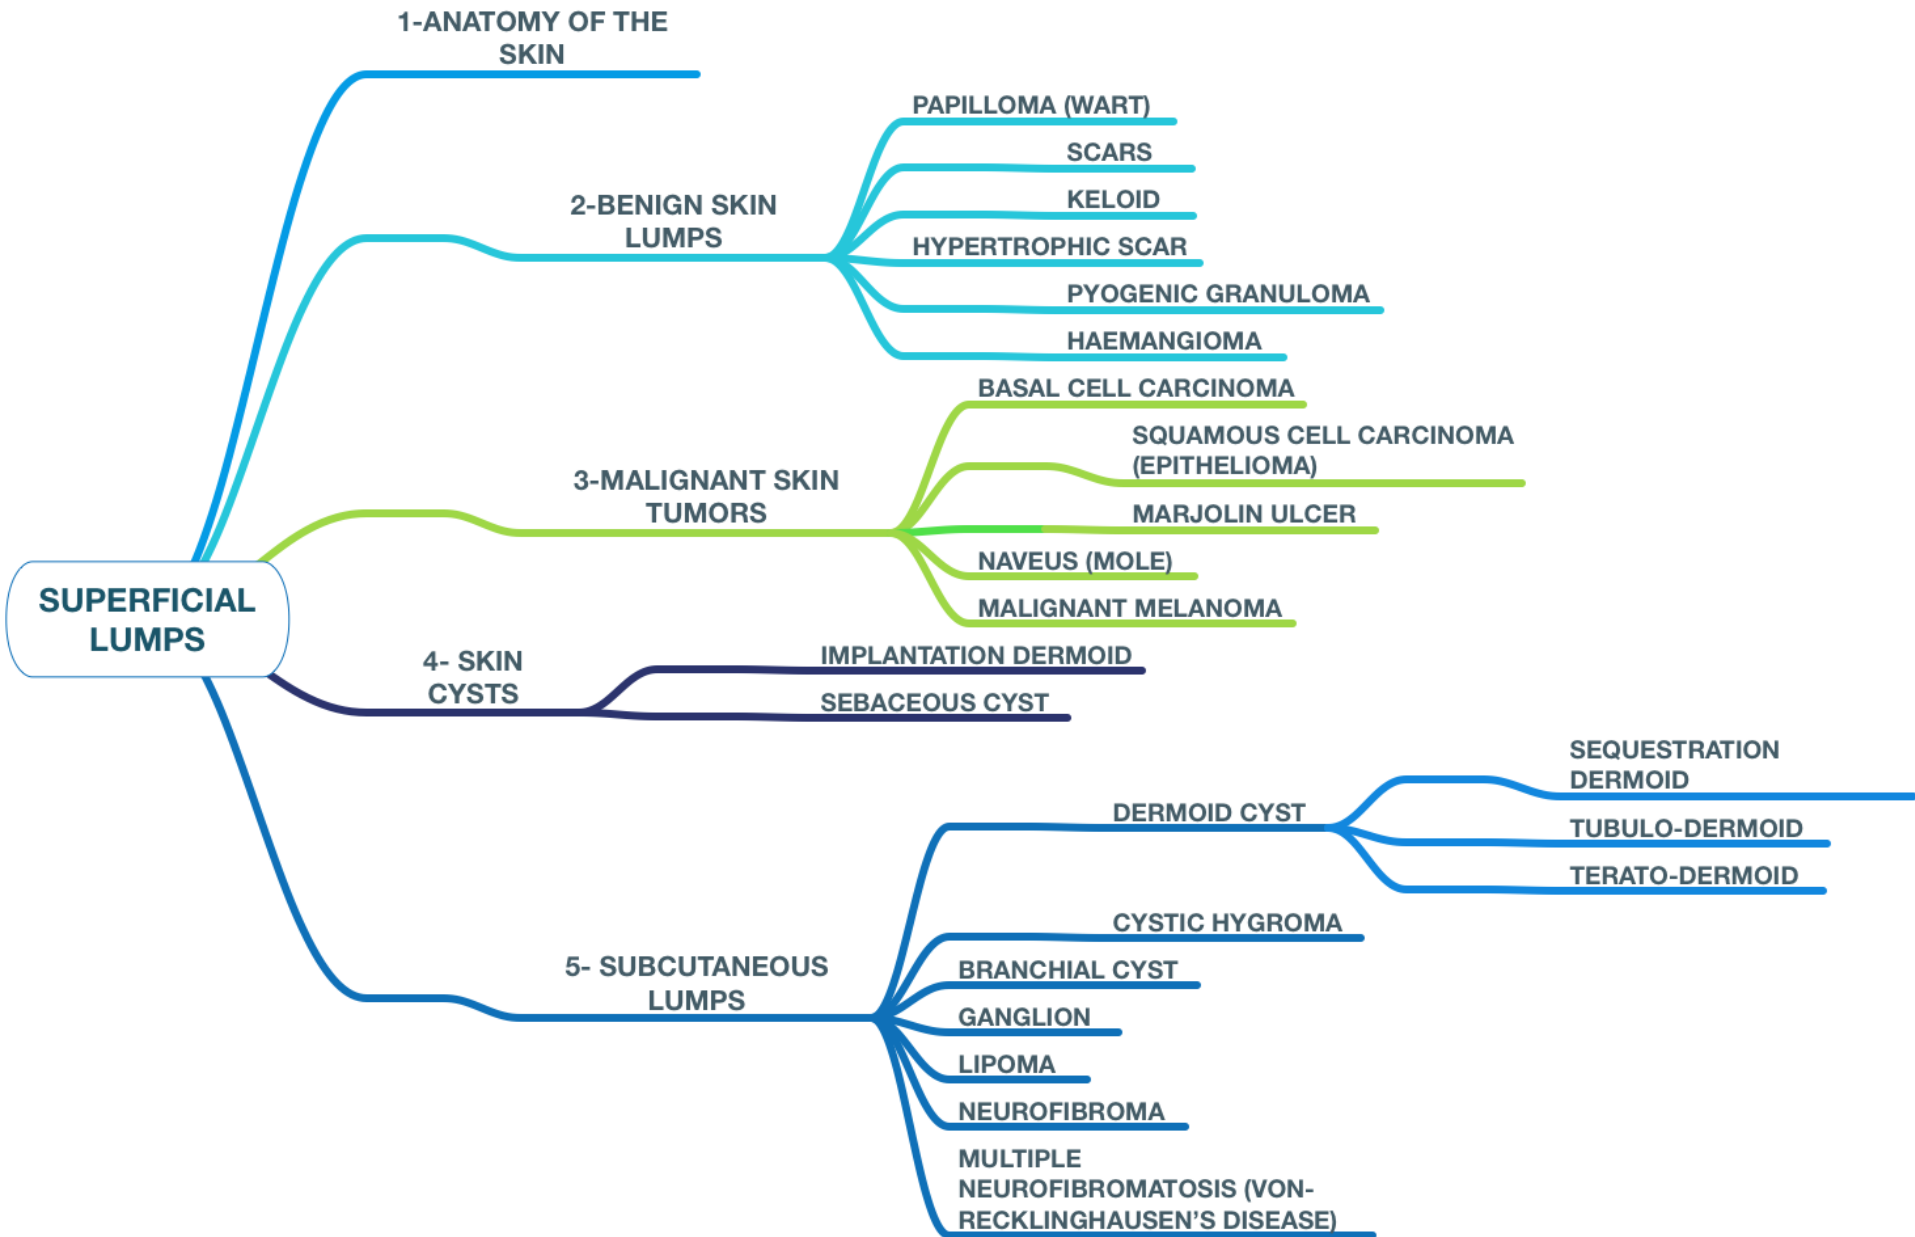 1-ANATOMY OF THE
SKIN
PAPILLOMA (WART)
SCARS
KELOID
2-BENIGN SKIN
LUMPS
HYPERTROPHIC SCAR
PYOGENIC GRANULOMA
HAEMANGIOMA
BASAL CELL CARCINOMA
SQUAMOUS CELL CARCINOMA
(EPITHELIOMA)
3-MALIGNANT SKIN
TUMORS
MARJOLIN ULCER
NAVEUS (MOLE)
MALIGNANT MELANOMA
SUPERFICIAL
LUMPS
4- SKIN
CYSTS
IMPLANTATION DERMOID
SEBACEOUS CYST
SEQUESTRATION
DERMOID
DERMOID CYST
TUBULO-DERMOID
TERATO-DERMOID
CYSTIC HYGROMA
5- SUBCUTANEOUS
LUMPS
BRANCHIAL CYST
GANGLION
LIPOMA
NEUROFIBROMA
MULTIPLE
NEUROFIBROMATOSIS (VON-
RECKLINGHAUSEN’S DISEASE)